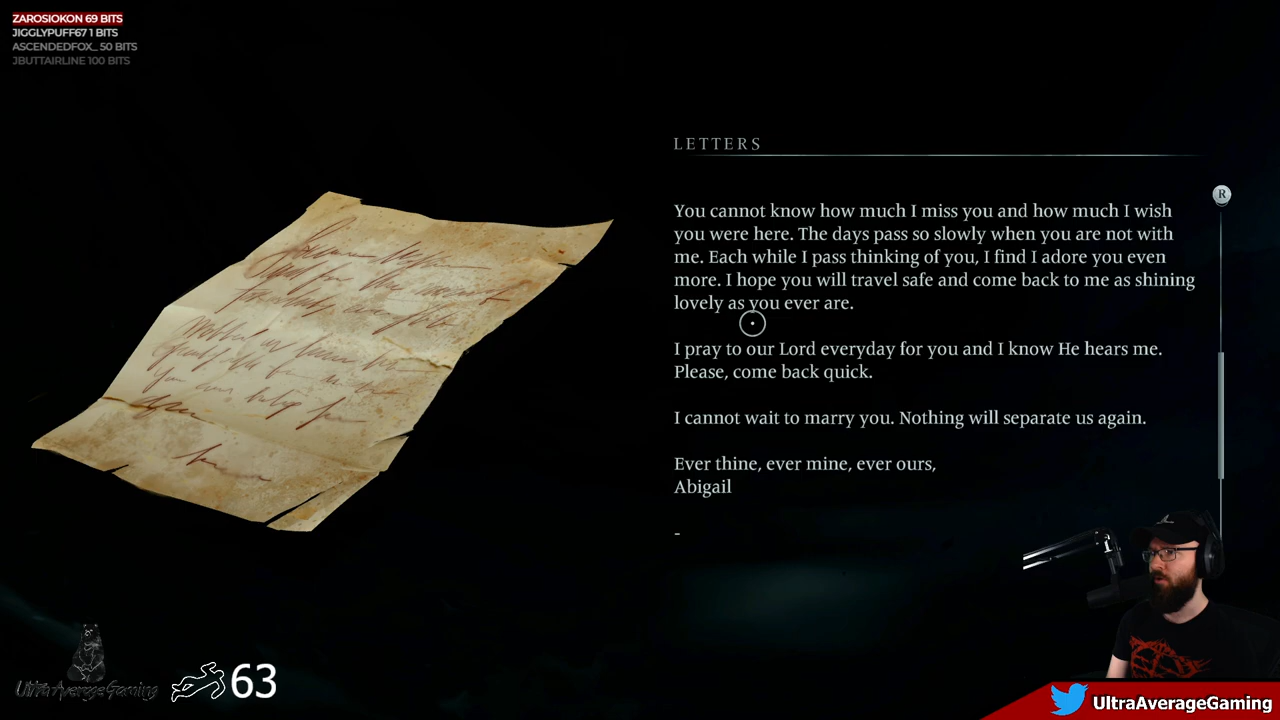 ZAROSIOKON 69 BITS
JIGGLYPUFF67 1 BITS
ASCENDEDFOX_ 50 BITS
JBUTTAIRLINE 100 BITS
LETTERS
R
You cannot know how much I miss you and how much I wish
you were here. The days pass so slowly when you are not with
me. Each while I pass thinking of you, I find I adore you even
more. I hope you will travel safe and come back to me as shining
lovely as you ever are.
I pray to our Lord everyday for you and I know He hears me.
Please, come back quick.
I cannot wait to marry you. Nothing will separate us again.
Ever thine, ever mine, ever ours,
Abigail
-
Ultra Average Gaming
63
UltraAverageGaming